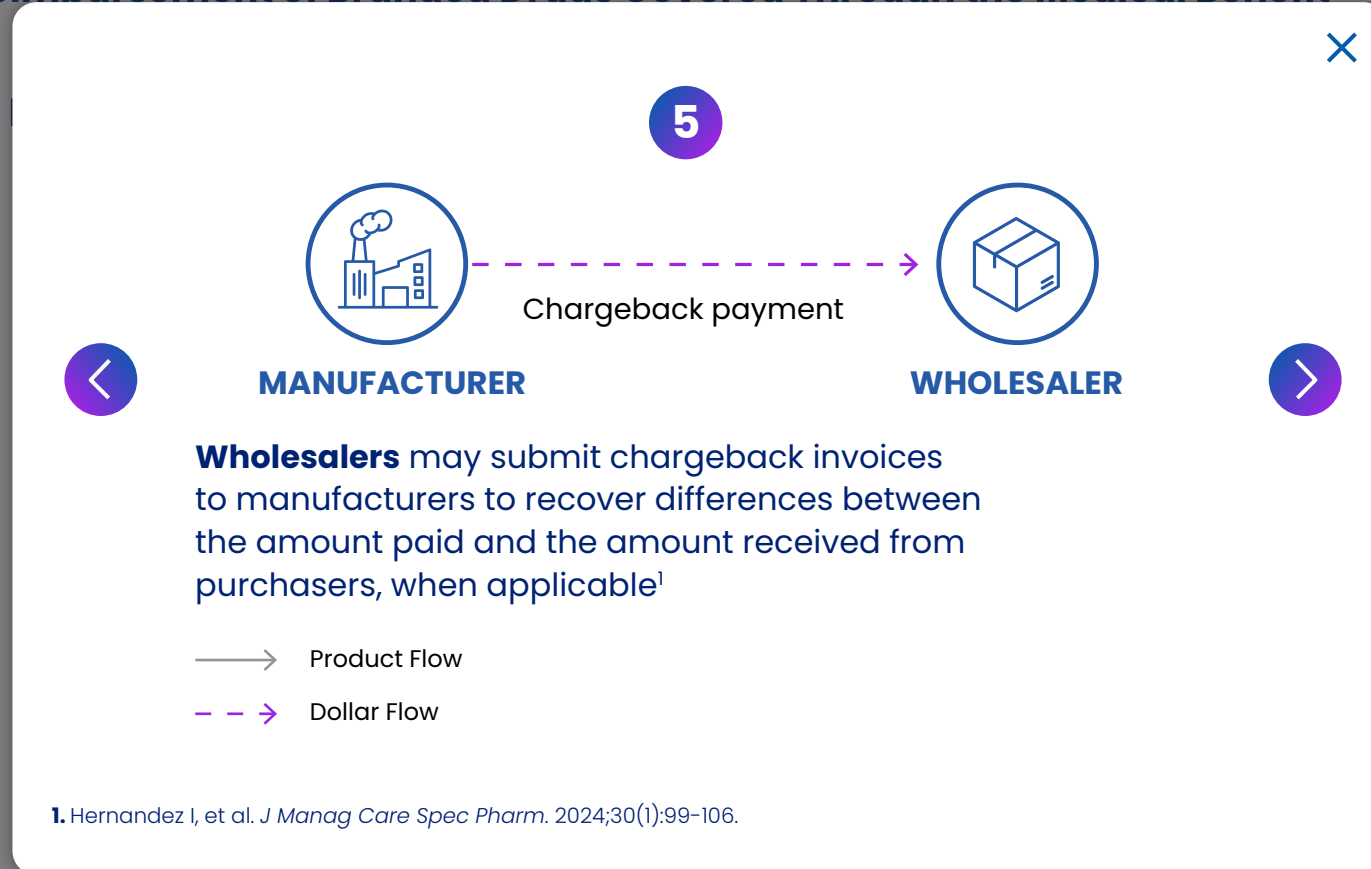 5
Chargeback payment
MANUFACTURER
WHOLESALER
Wholesalers may submit chargeback invoices
to manufacturers to recover differences between
the amount paid and the amount received from
purchasers, when applicable¹
Product Flow
Dollar Flow
1. Hernandez I, et al. J Manag Care Spec Pharm. 2024;30(1):99-106.